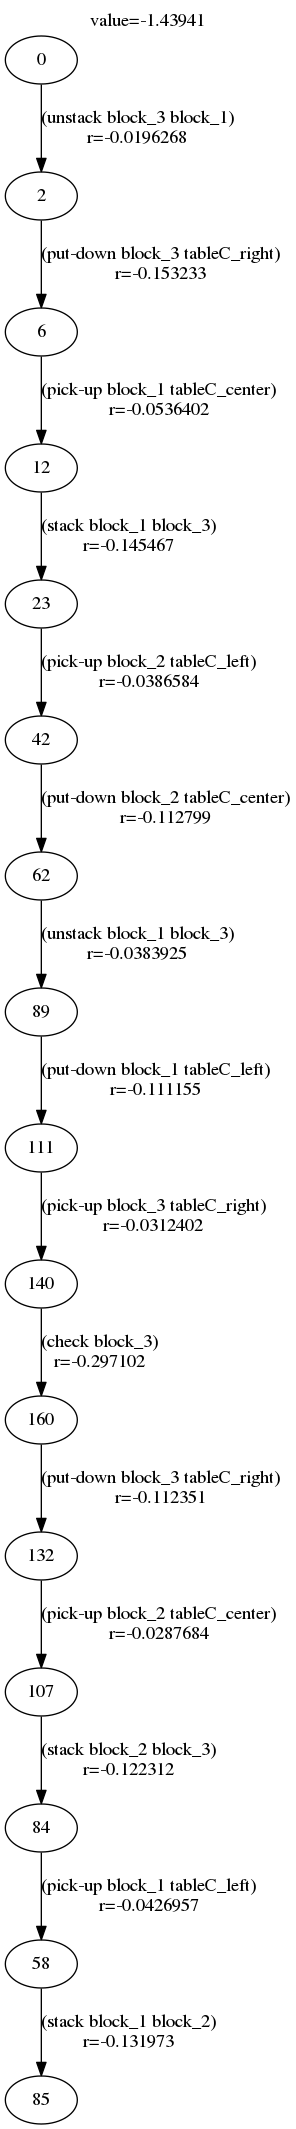 value=-1.43941
0
(unstack block_3 block_1)
r=-0.0196268
2
(put-down block_3 tableC_right)
r=-0.153233
6
(pick-up block_1 tableC_center)
r=-0.0536402
12
(stack block_1 block_3)
r=-0.145467
23
(pick-up block_2 tableC_left)
r=-0.0386584
42
(put-down block_2 tableC_center)
r=-0.112799
62
(unstack block_1 block_3)
r=-0.0383925
89
(put-down block_1 tableC_left)
r=-0.111155
111
(pick-up block_3 tableC_right)
r=-0.0312402
140
(check block_3)
r=-0.297102
160
(put-down block_3 tableC_right)
r=-0.112351
132
(pick-up block_2 tableC_center)
r=-0.0287684
107
(stack block_2 block_3)
r=-0.122312
84
(pick-up block_1 tableC_left)
r=-0.0426957
58
(stack block_1 block_2)
r=-0.131973
85